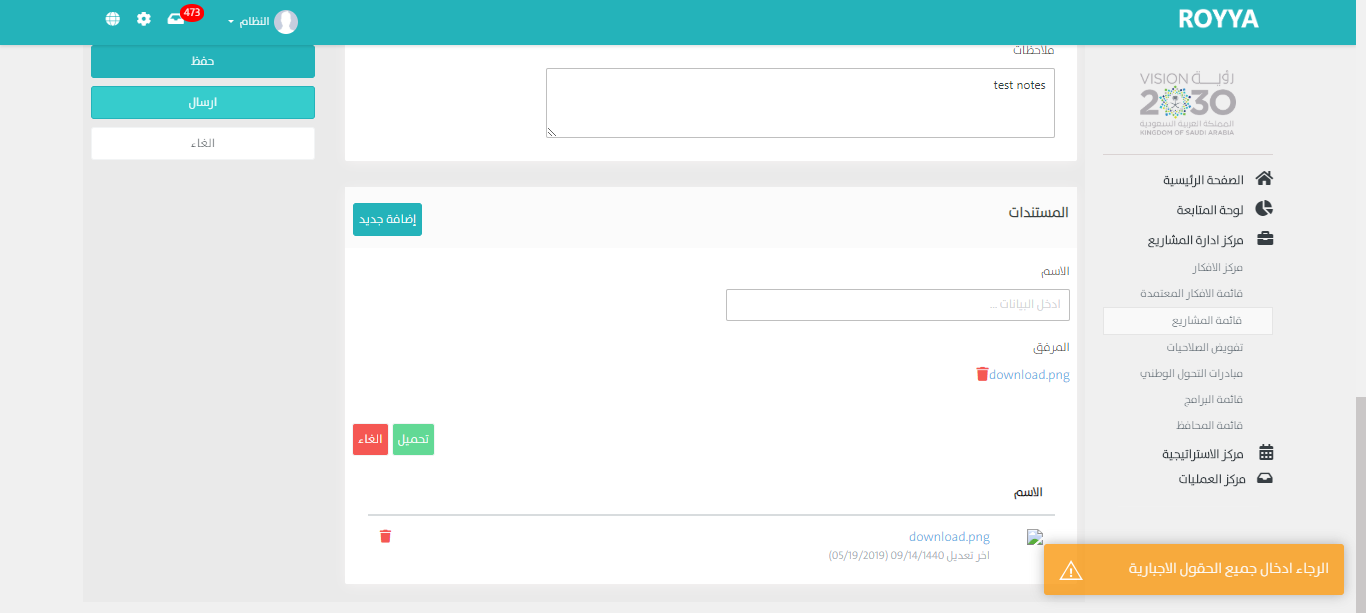 ROYYA
النظام
473
VISION رؤيــة
2030
المملكة العربية السعودية
KINGDOM OF SAUDI ARABIA
الصفحة الرئيسية
لوحة المتابعة
مركز ادارة المشاريع
مركز الافكار
قائمة الافكار المعتمدة
قائمة المشاريع
تفويض الصلاحيات
مبادرات التحول الوطني
قائمة البرامج
قائمة المحافظ
مركز الاستراتيجية
مركز العمليات
ملاحظات
test notes
المستندات
إضافة جديد
الاسم
ادخل البيانات ...
المرفق
download.png
تحميل
الغاء
الاسم
download.png
اخر تعديل 09/14/1440 (05/19/2019)
حفظ
ارسال
الغاء
الرجاء ادخال جميع الحقول الاجبارية